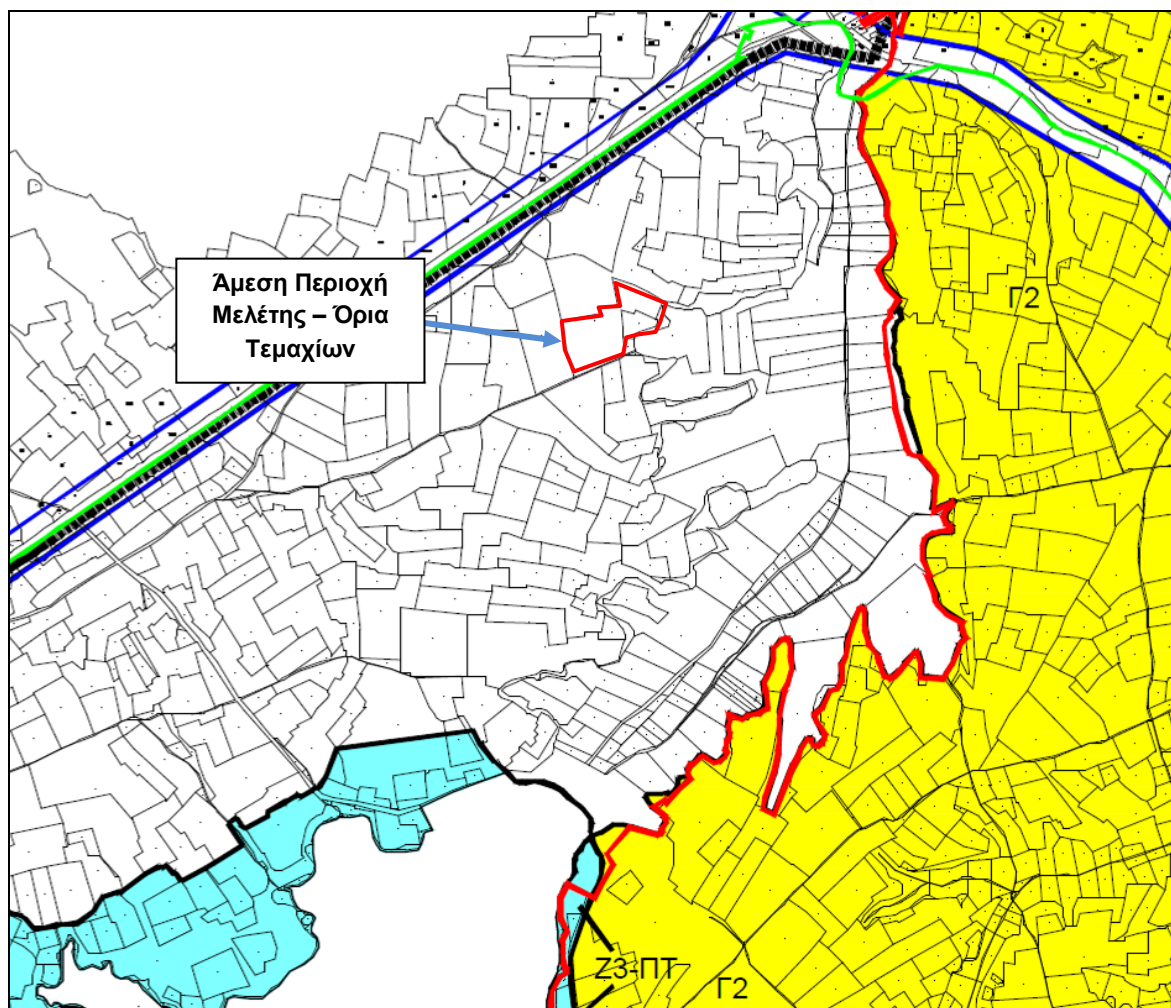 Γ2
Άμεση Περιοχή
Μελέτης – Όρια
Τεμαχίων
Ζ3-ΠΤ
Γ2